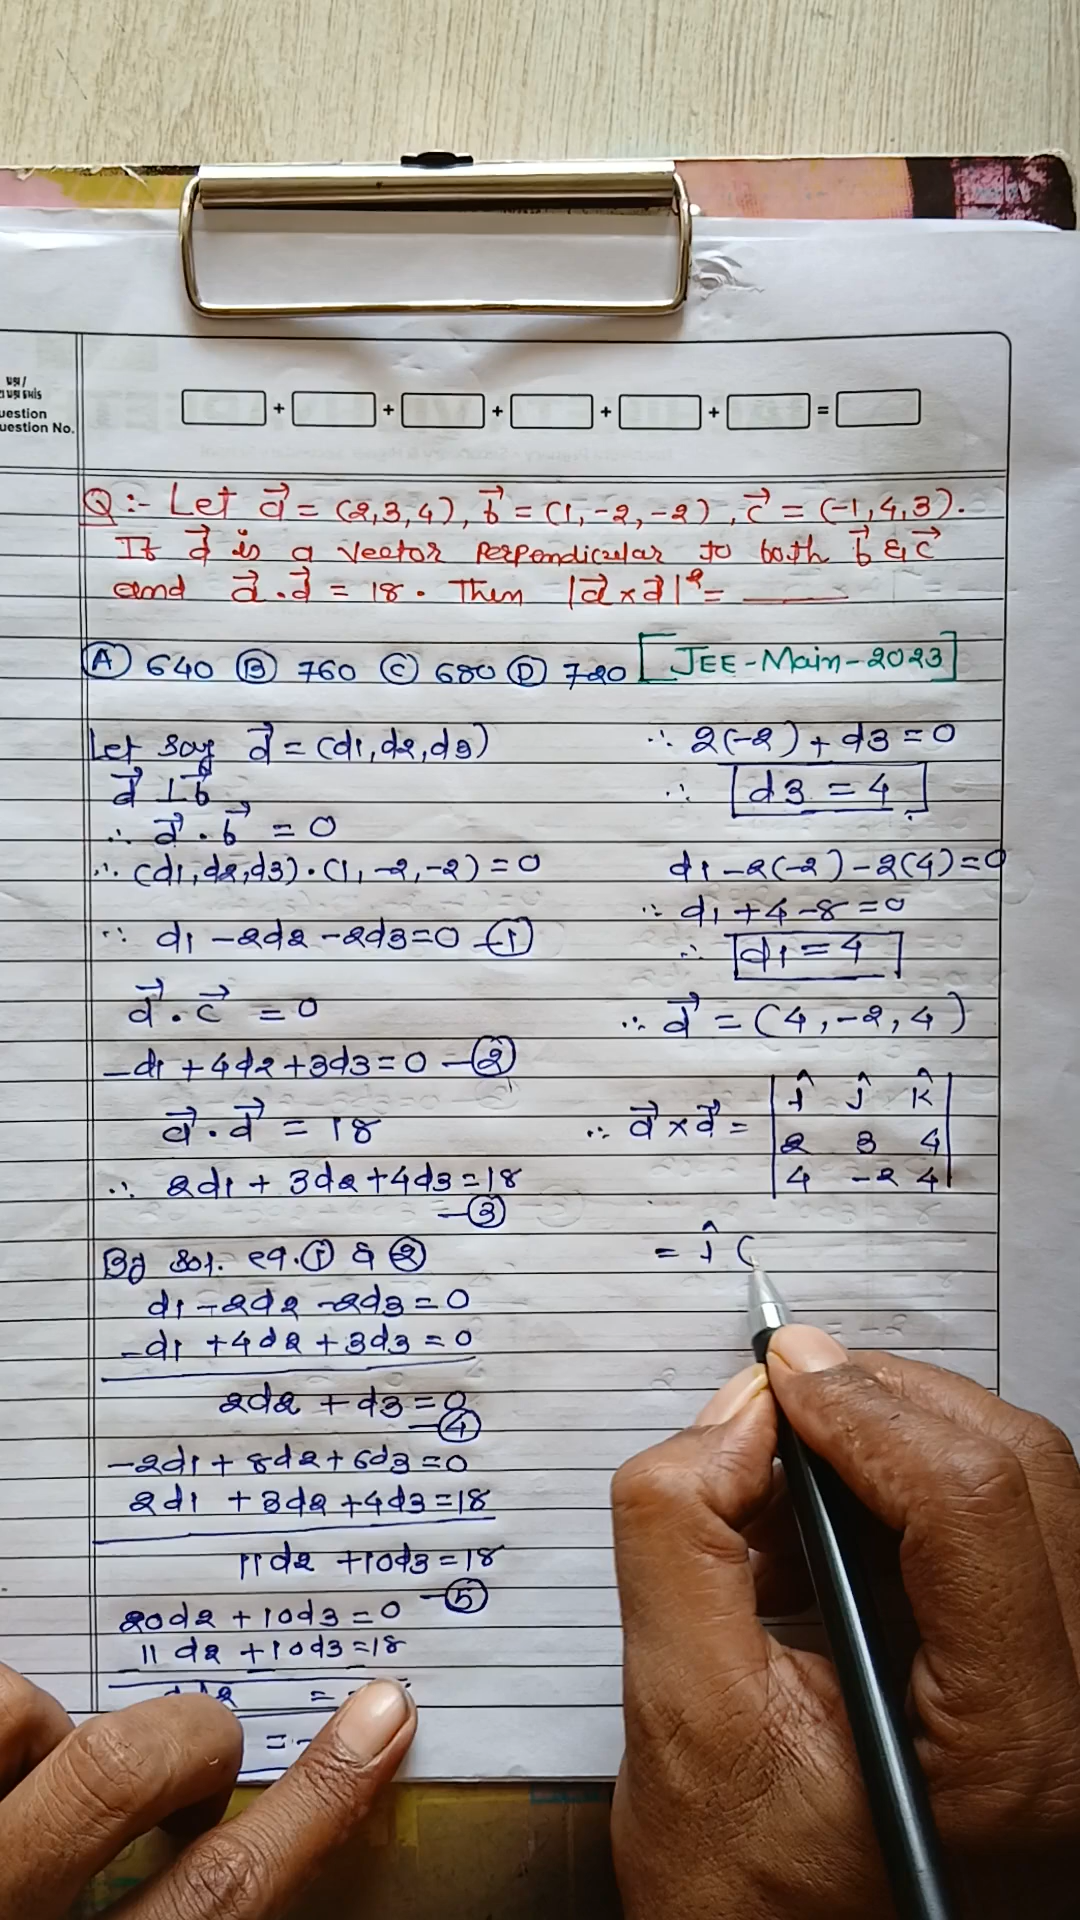 uestion
uestion No.
+ + + + + =
Q:- Let a⃗ = (2,3,4), b⃗ = (1,-2,-2), c⃗ = (-1,4,3).
If d⃗ is a vector perpendicular to both b⃗ & c⃗
and a⃗.d⃗ = 18. Then |a⃗×d⃗|² = ____
(A) 640 (B) 760 (C) 680 (D) 720 [JEE-Main-2023]
Let say d⃗ = (d1,d2,d3)
d⃗ ⊥ b⃗
∴ d⃗ . b⃗ = 0
∴ (d1,d2,d3).(1,-2,-2)=0
∴ d1 -2d2 -2d3=0 -(1)
d⃗ . c⃗ = 0
-d1 +4d2+3d3=0 -(2)
a⃗ . d⃗ = 18
∴ 2d1 + 3d2+4d3=18
-(3)
By sol. eq.(1) & (2)
d1 -2d2 -2d3=0
-d1 +4d2+3d3=0
2d2 + d3=0
-(4)
-2d1+8d2+6d3=0
2d1 +3d2+4d3=18
11d2 +10d3=18
-(5)
20d2+10d3=0
11d2 +10d3=18
= -
= -
∴ 2(-2)+d3=0
∴ d3 = 4
d1-2(-2)-2(4)=0
∴ d1+4-8=0
∴ d1=4
∴ d⃗ = (4,-2,4)
∴ a⃗×d⃗ = | î ĵ k̂
2 3 4
4 -2 4 |
= î (